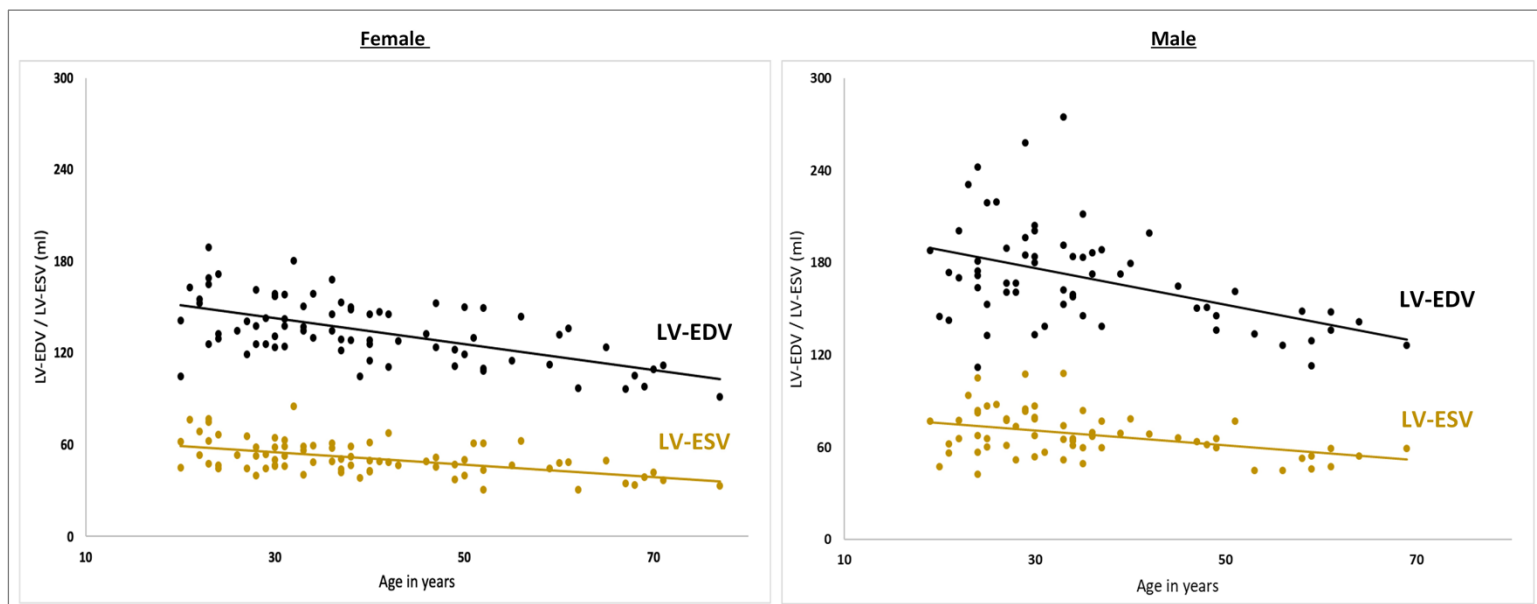 Female
300
240
180
120
60
0
LV-EDV / LV-ESV (ml)
LV-EDV
LV-ESV
10
30
50
70
Age in years
Male
300
240
180
120
60
0
LV-EDV / LV-ESV (ml)
LV-EDV
LV-ESV
10
30
50
70
Age in years